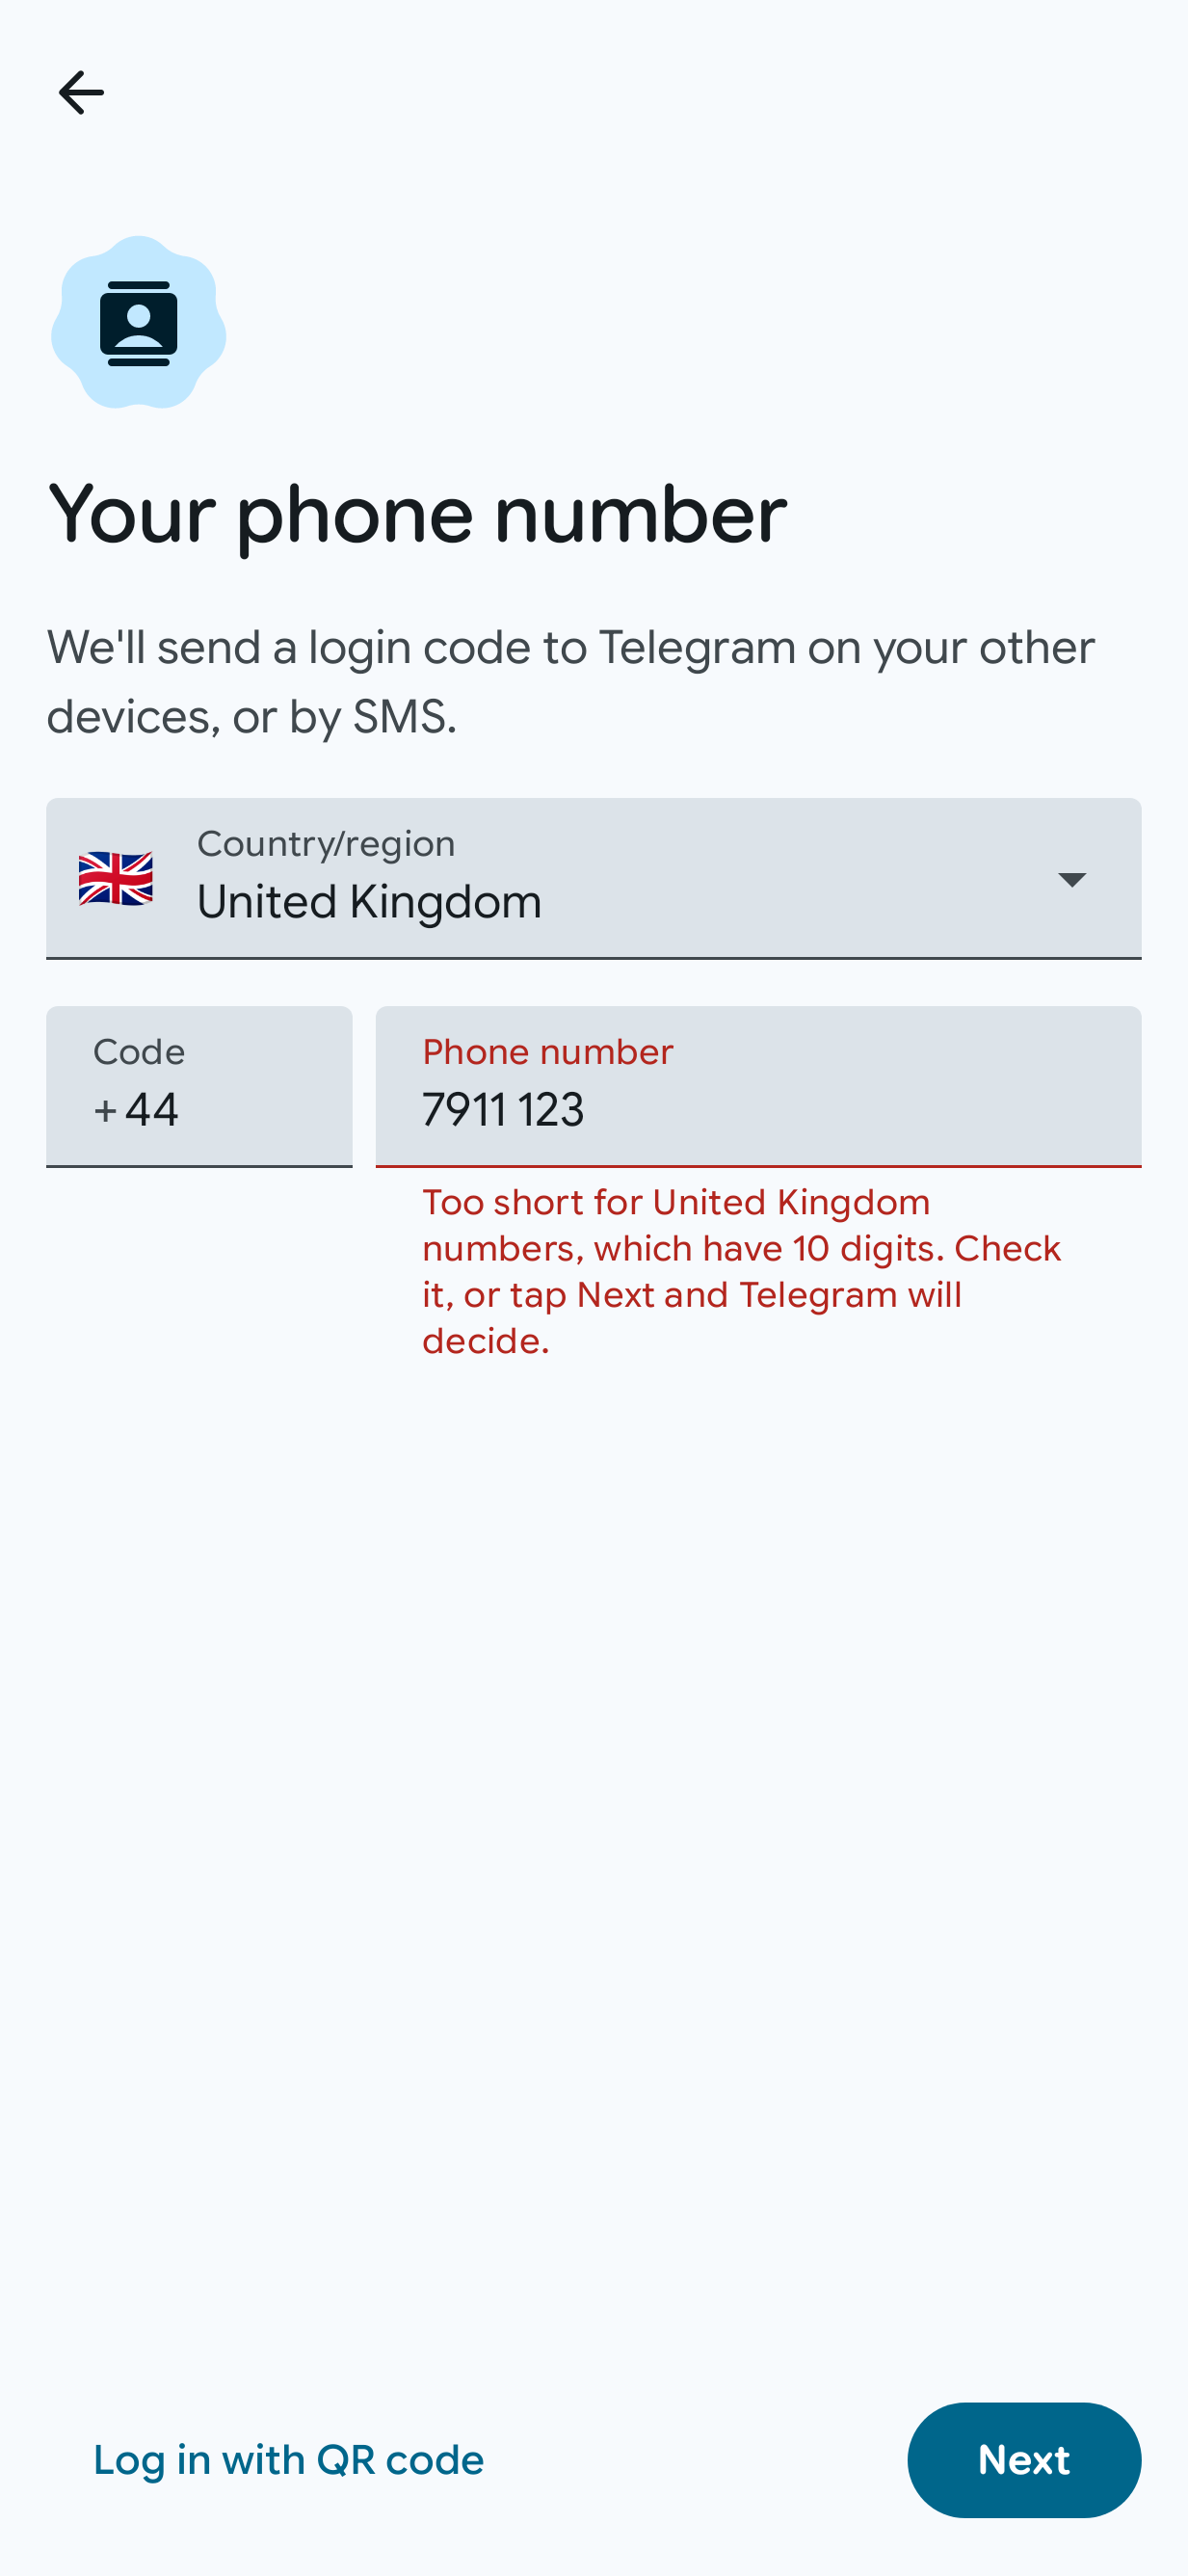 Your phone number
We'll send a login code to Telegram on your other
devices, or by SMS.
Country/region
United Kingdom
Code
+44
Phone number
7911 123
Too short for United Kingdom
numbers, which have 10 digits. Check
it, or tap Next and Telegram will
decide.
Log in with QR code
Next